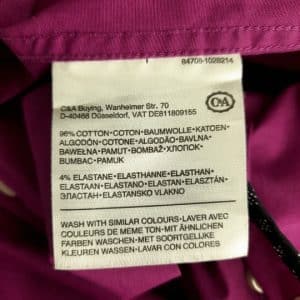 84708-1028214
C&A
C&A Buying, Wanheimer Str. 70
D-40468 Düsseldorf, VAT DE811809155
96% COTTON•COTON•BAUMWOLLE•KATOEN
ALGODÓN•COTONE•ALGODÃO•BAVLNA
BAWEŁNA•PAMUT•BOMBAŽ•ХЛОПОК
BUMBAC•PAMUK
4% ELASTANE•ELASTHANNE•ELASTHAN
ELASTAAN•ELASTANO•ELASTAN•ELASZTÁN
ЭЛАСТАН•ELASTANSKO VLAKNO
WASH WITH SIMILAR COLOURS•LAVER AVEC
COULEURS DE MEME TON•MIT ÄHNLICHEN
FARBEN WASCHEN•MET SOORTGELIJKE
KLEUREN WASSEN•LAVAR CON COLORES